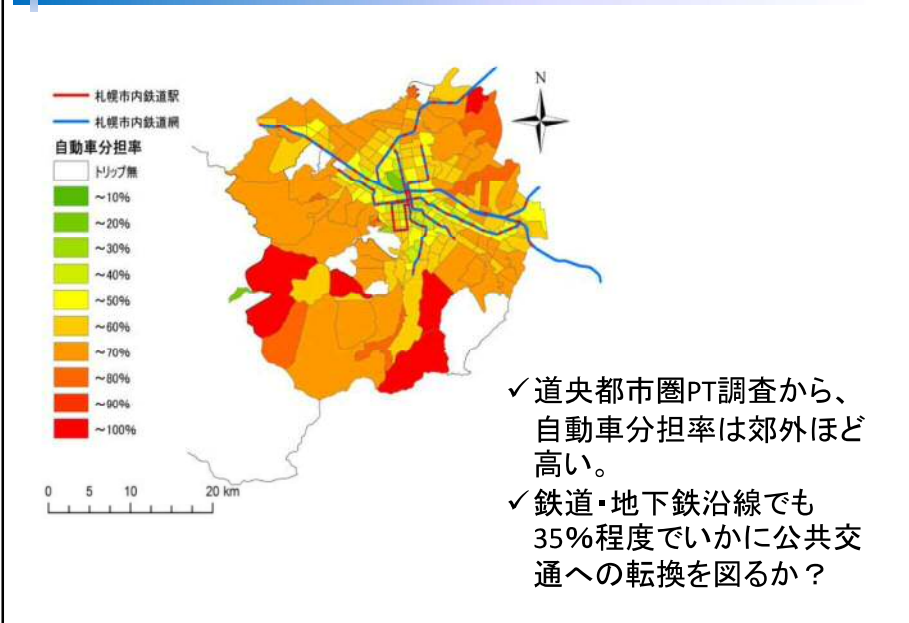 N
札幌市内鉄道駅
札幌市内鉄道網
自動車分担率
トリップ無
～10%
～20%
～30%
～40%
～50%
～60%
～70%
～80%
～90%
～100%
0 5 10 20 km
✓道央都市圏PT調査から、
自動車分担率は郊外ほど
高い。
✓鉄道・地下鉄沿線でも
35%程度でいかに公共交
通への転換を図るか？